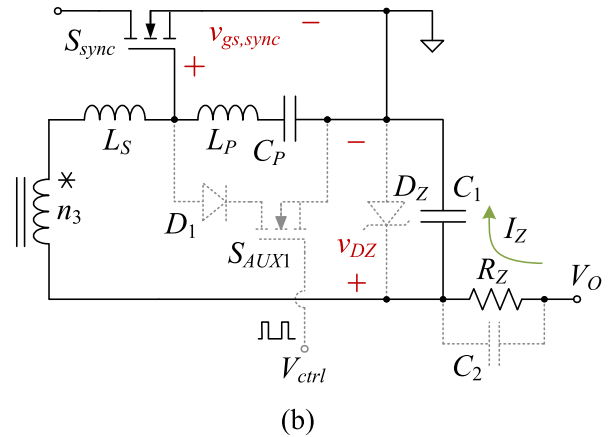 S_sync
v_gs,sync
−
+
L_S
L_P
C_P
−
*
n_3
D_1
S_AUX1
D_Z
C_1
v_DZ
+
I_Z
R_Z
V_O
C_2
V_ctrl
(b)